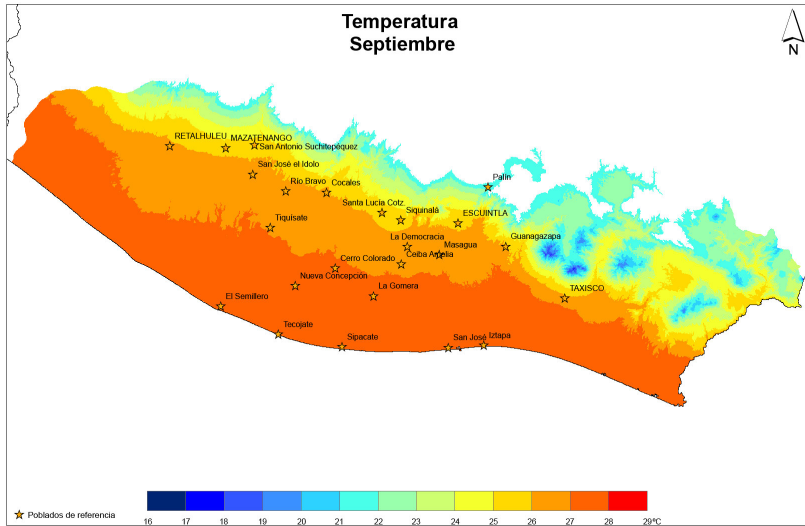 Temperatura
Septiembre
N
RETALHULEU
MAZATENANGO
San Antonio Suchitepéquez
San José el Idolo
Río Bravo
Cocales
Palín
Santa Lucía Cotz.
Siquinalá
ESCUINTLA
Tiquisate
La Democracia
Masagua
Guanagazapa
Cerro Colorado
Ceiba Amelia
Nueva Concepción
La Gomera
TAXISCO
El Semillero
Tecojate
Sipacate
San José
Iztapa
Poblados de referencia
16 17 18 19 20 21 22 23 24 25 26 27 28 29ºC